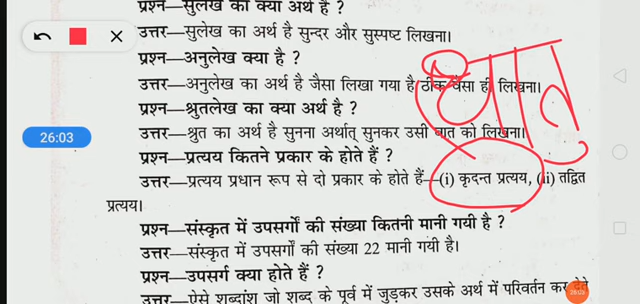 प्रश्न—सुलेख का क्या अर्थ है ?
उत्तर—सुलेख का अर्थ है सुन्दर और सुस्पष्ट लिखना।
प्रश्न—अनुलेख क्या है ?
उत्तर—अनुलेख का अर्थ है जैसा लिखा गया है ठीक वैसा ही लिखना।
प्रश्न—श्रुतलेख का क्या अर्थ है ?
26:03
उत्तर—श्रुत का अर्थ है सुनना अर्थात् सुनकर उसी बात को लिखना।
धातु
प्रश्न—प्रत्यय कितने प्रकार के होते हैं ?
उत्तर—प्रत्यय प्रधान रूप से दो प्रकार के होते हैं—(i) कृदन्त प्रत्यय, (ii) तद्वित
प्रत्यय।
प्रश्न—संस्कृत में उपसर्गों की संख्या कितनी मानी गयी है ?
उत्तर—संस्कृत में उपसर्गों की संख्या 22 मानी गयी है।
प्रश्न—उपसर्ग क्या होते हैं ?
उत्तर—ऐसे शब्दांश जो शब्द के पूर्व में जुड़कर उसके अर्थ में परिवर्तन कर देते
26:03